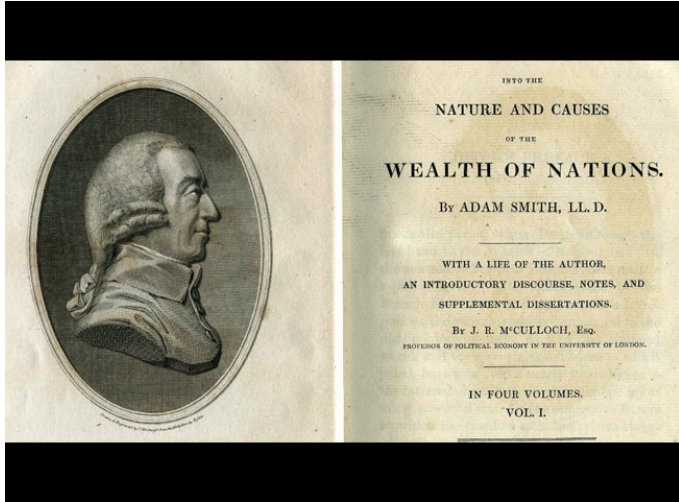 INTO THE
NATURE AND CAUSES
OF THE
WEALTH OF NATIONS.
By ADAM SMITH, LL. D.
WITH A LIFE OF THE AUTHOR,
AN INTRODUCTORY DISCOURSE, NOTES, AND
SUPPLEMENTAL DISSERTATIONS.
By J. R. McCULLOCH, Esq.
PROFESSOR OF POLITICAL ECONOMY IN THE UNIVERSITY OF LONDON.
IN FOUR VOLUMES.
VOL. I.